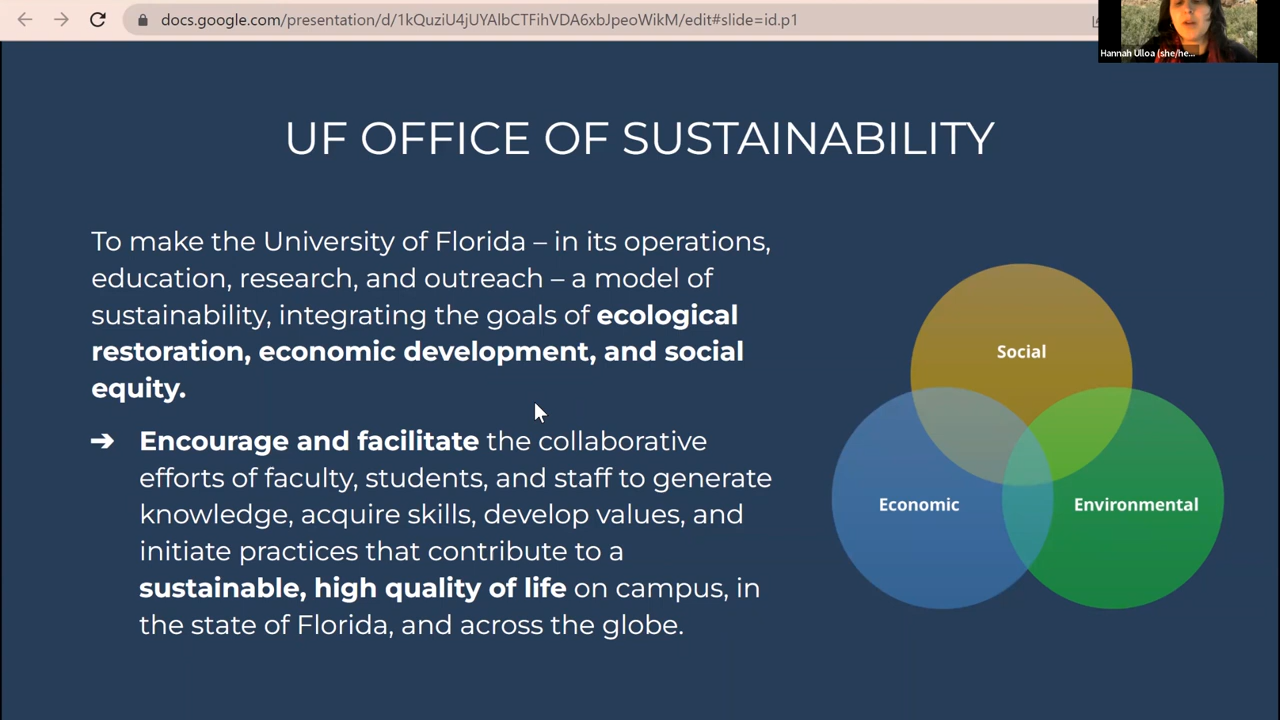 docs.google.com/presentation/d/1kQuziU4jUYAlbCTFihVDA6xbJpeoWikM/edit#slide=id.p1
Hannah Ulloa (she/he...
UF OFFICE OF SUSTAINABILITY
To make the University of Florida – in its operations,
education, research, and outreach – a model of
sustainability, integrating the goals of ecological
restoration, economic development, and social
equity.
➔ Encourage and facilitate the collaborative
efforts of faculty, students, and staff to generate
knowledge, acquire skills, develop values, and
initiate practices that contribute to a
sustainable, high quality of life on campus, in
the state of Florida, and across the globe.
Social
Economic
Environmental